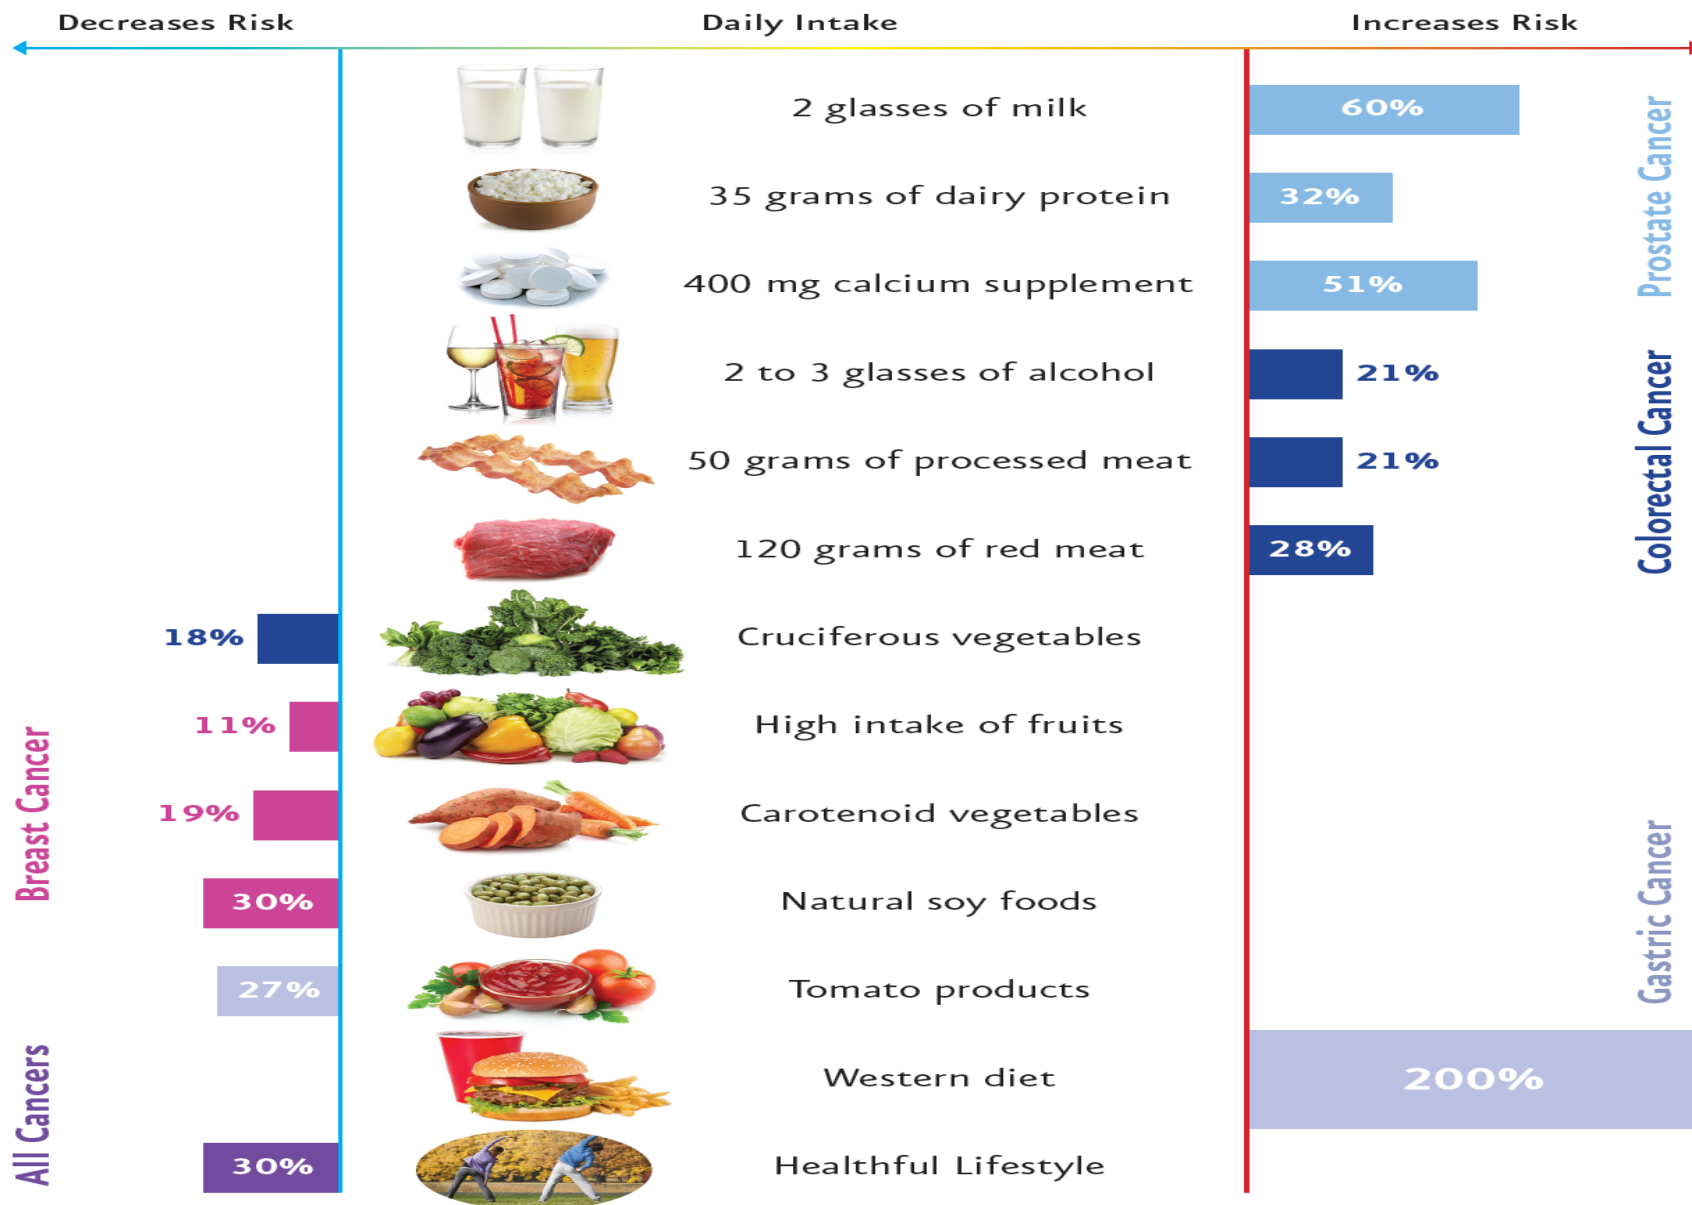 Decreases Risk
Daily Intake
Increases Risk
2 glasses of milk
60%
35 grams of dairy protein
32%
400 mg calcium supplement
51%
Prostate Cancer
2 to 3 glasses of alcohol
21%
50 grams of processed meat
21%
120 grams of red meat
28%
Colorectal Cancer
18%
Cruciferous vegetables
11%
High intake of fruits
19%
Carotenoid vegetables
30%
Natural soy foods
Breast Cancer
27%
Tomato products
Gastric Cancer
Western diet
200%
30%
Healthful Lifestyle
All Cancers